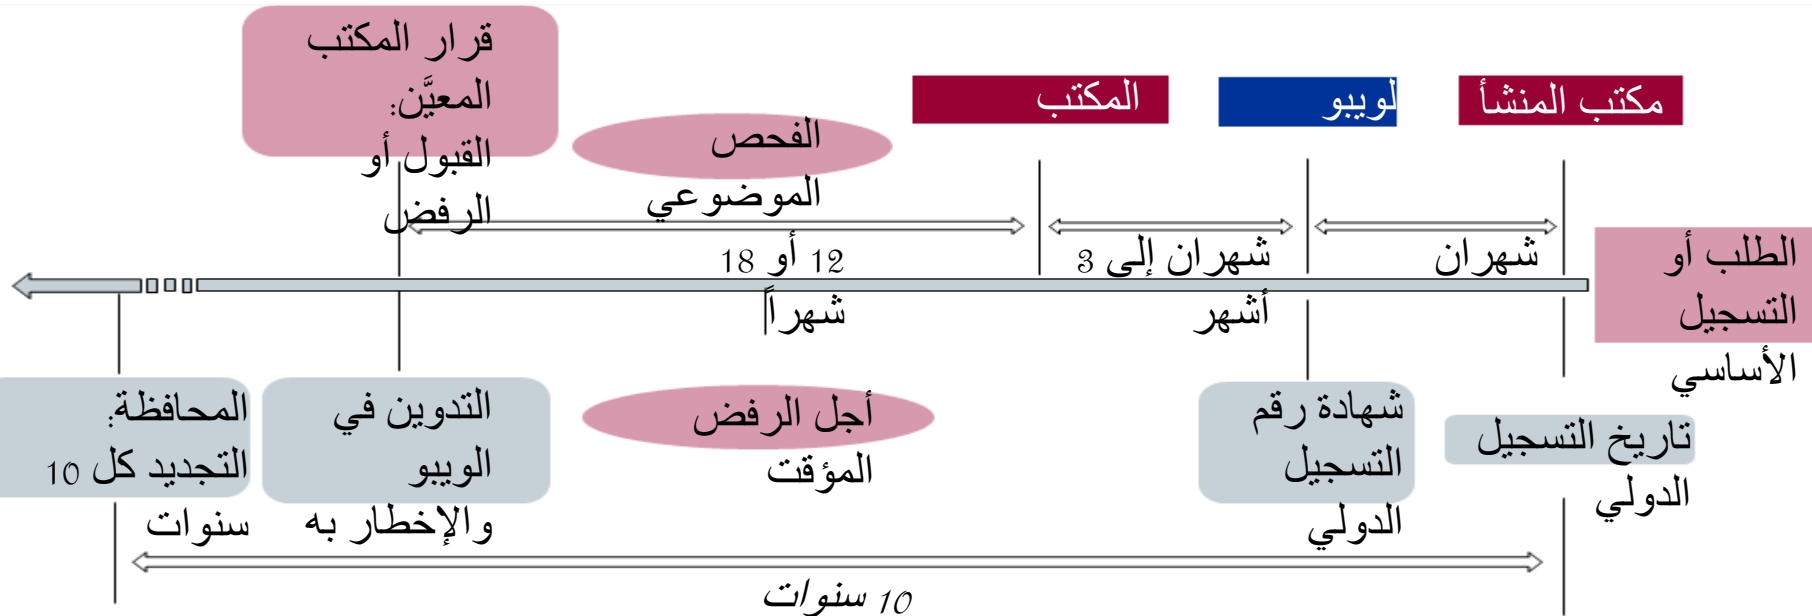 مكتب المنشأ
لويبو
المكتب
الفحص
الموضوعي
قرار المكتب
المعيَّن:
القبول أو
الرفض
الطلب أو
التسجيل
الأساسي
شهران
شهران إلى 3
أشهر
12 أو 18
شهراً
تاريخ التسجيل
الدولي
شهادة رقم
التسجيل
الدولي
أجل الرفض
المؤقت
التدوين في
الويبو
والإخطار به
المحافظة:
التجديد كل 10
سنوات
10 سنوات